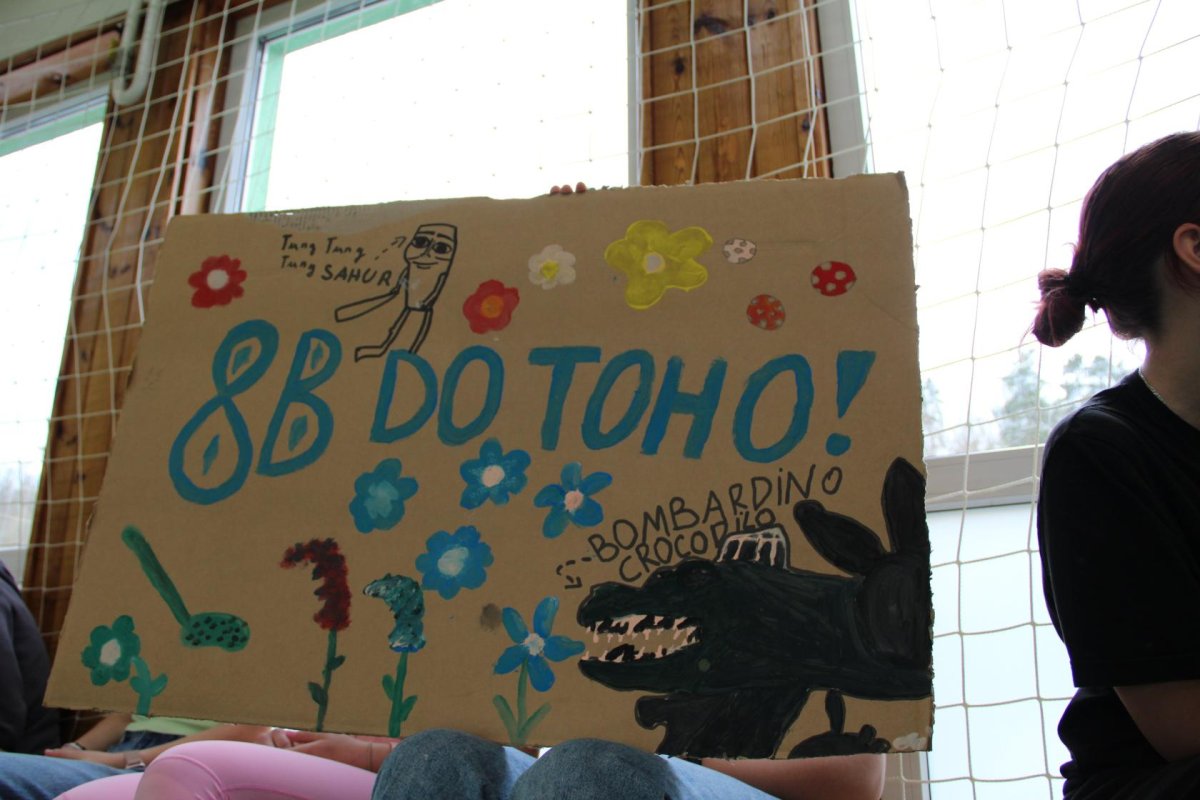 Tung Tung
Tung SAHUR
8B DO TOHO!
BOMBARDiNO
CROCODiLO